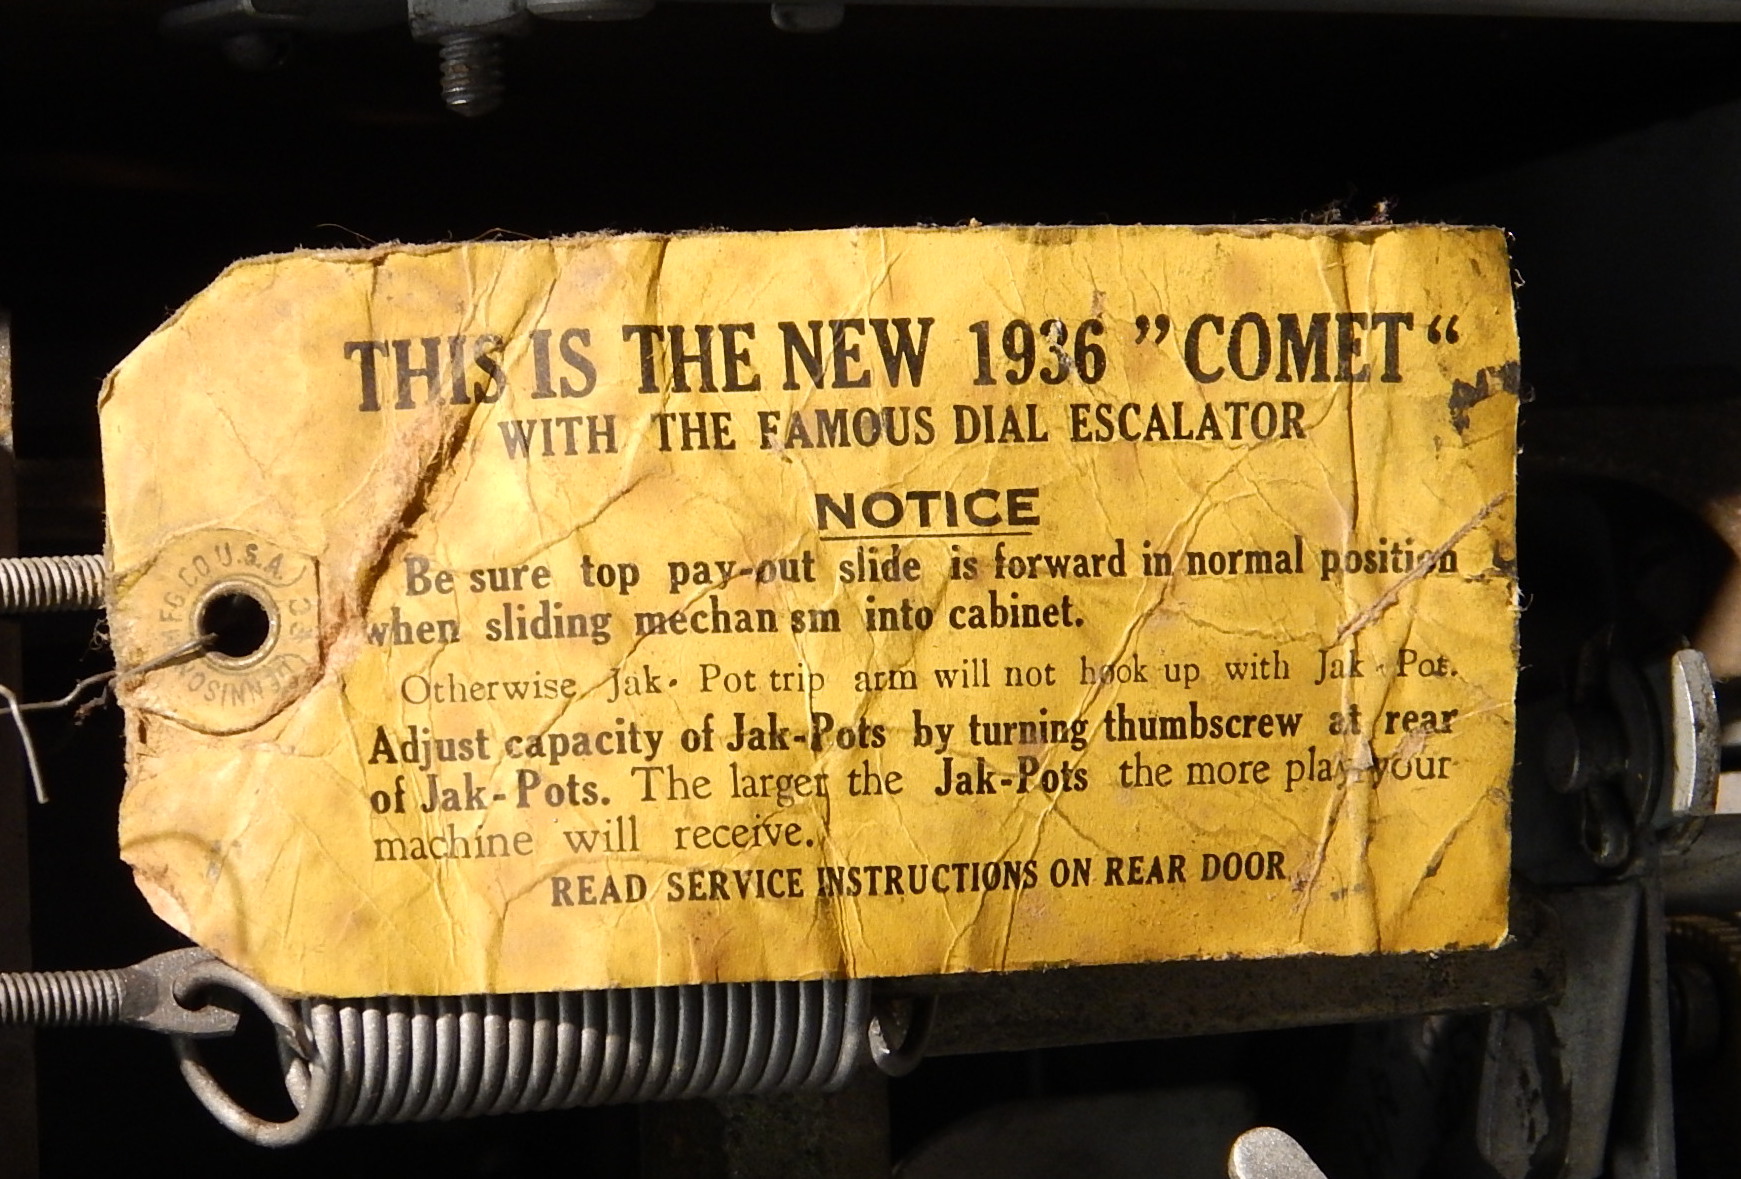 THIS IS THE NEW 1936 ” COMET “
WITH THE FAMOUS DIAL ESCALATOR
NOTICE
Be sure top pay-out slide is forward in normal position
when sliding mechan sm into cabinet.
Otherwise Jak- Pot trip arm will not hook up with Jak - Pot.
Adjust capacity of Jak-Pots by turning thumbscrew at rear
of Jak-Pots. The larger the Jak-Pots the more play your
machine will receive.
READ SERVICE INSTRUCTIONS ON REAR DOOR
MFG.CO U.S.A.